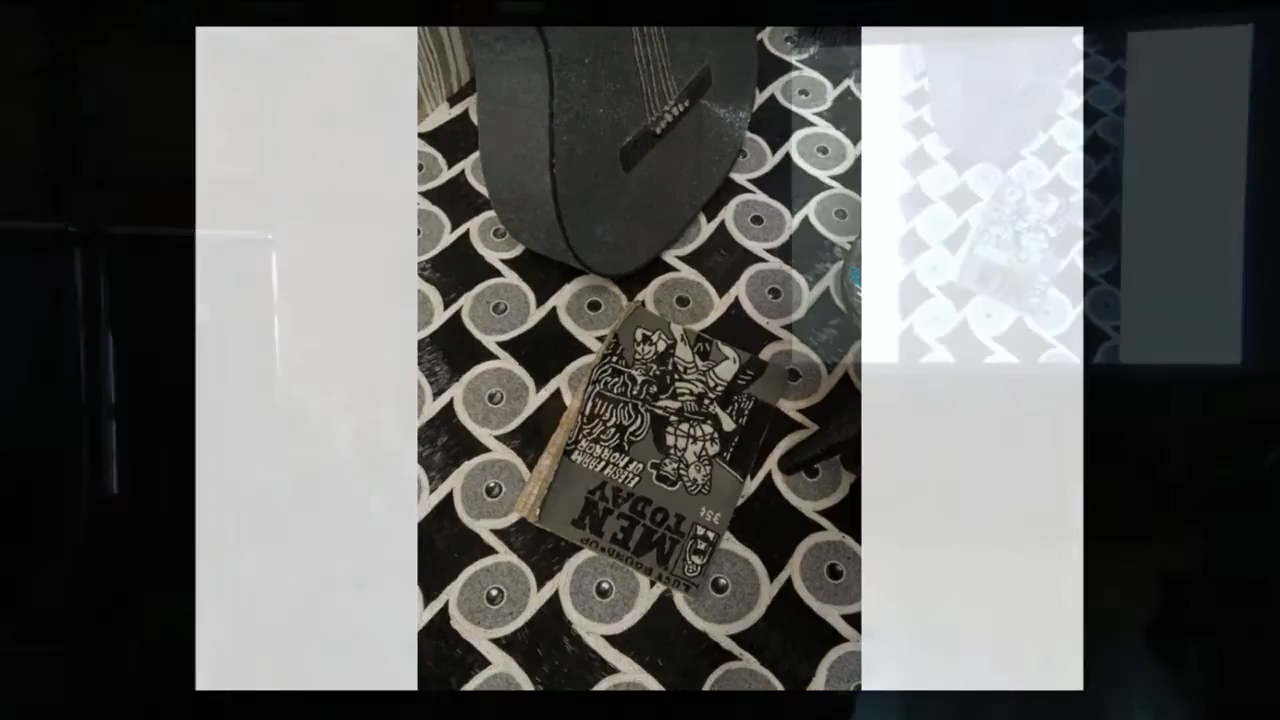 LUST ROUND-UP
MEN
TODAY
35¢
FLESH FARM
OF HORROR